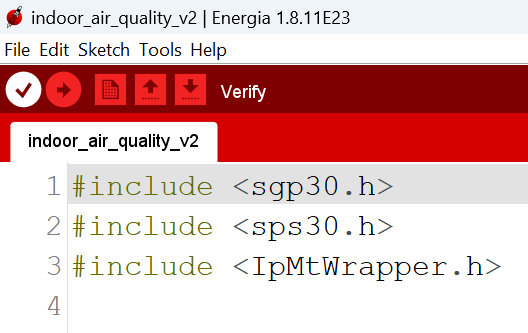 indoor_air_quality_v2 | Energia 1.8.11E23
File Edit Sketch Tools Help
Verify
indoor_air_quality_v2
1 #include <sgp30.h>
2 #include <sps30.h>
3 #include <IpMtWrapper.h>
4